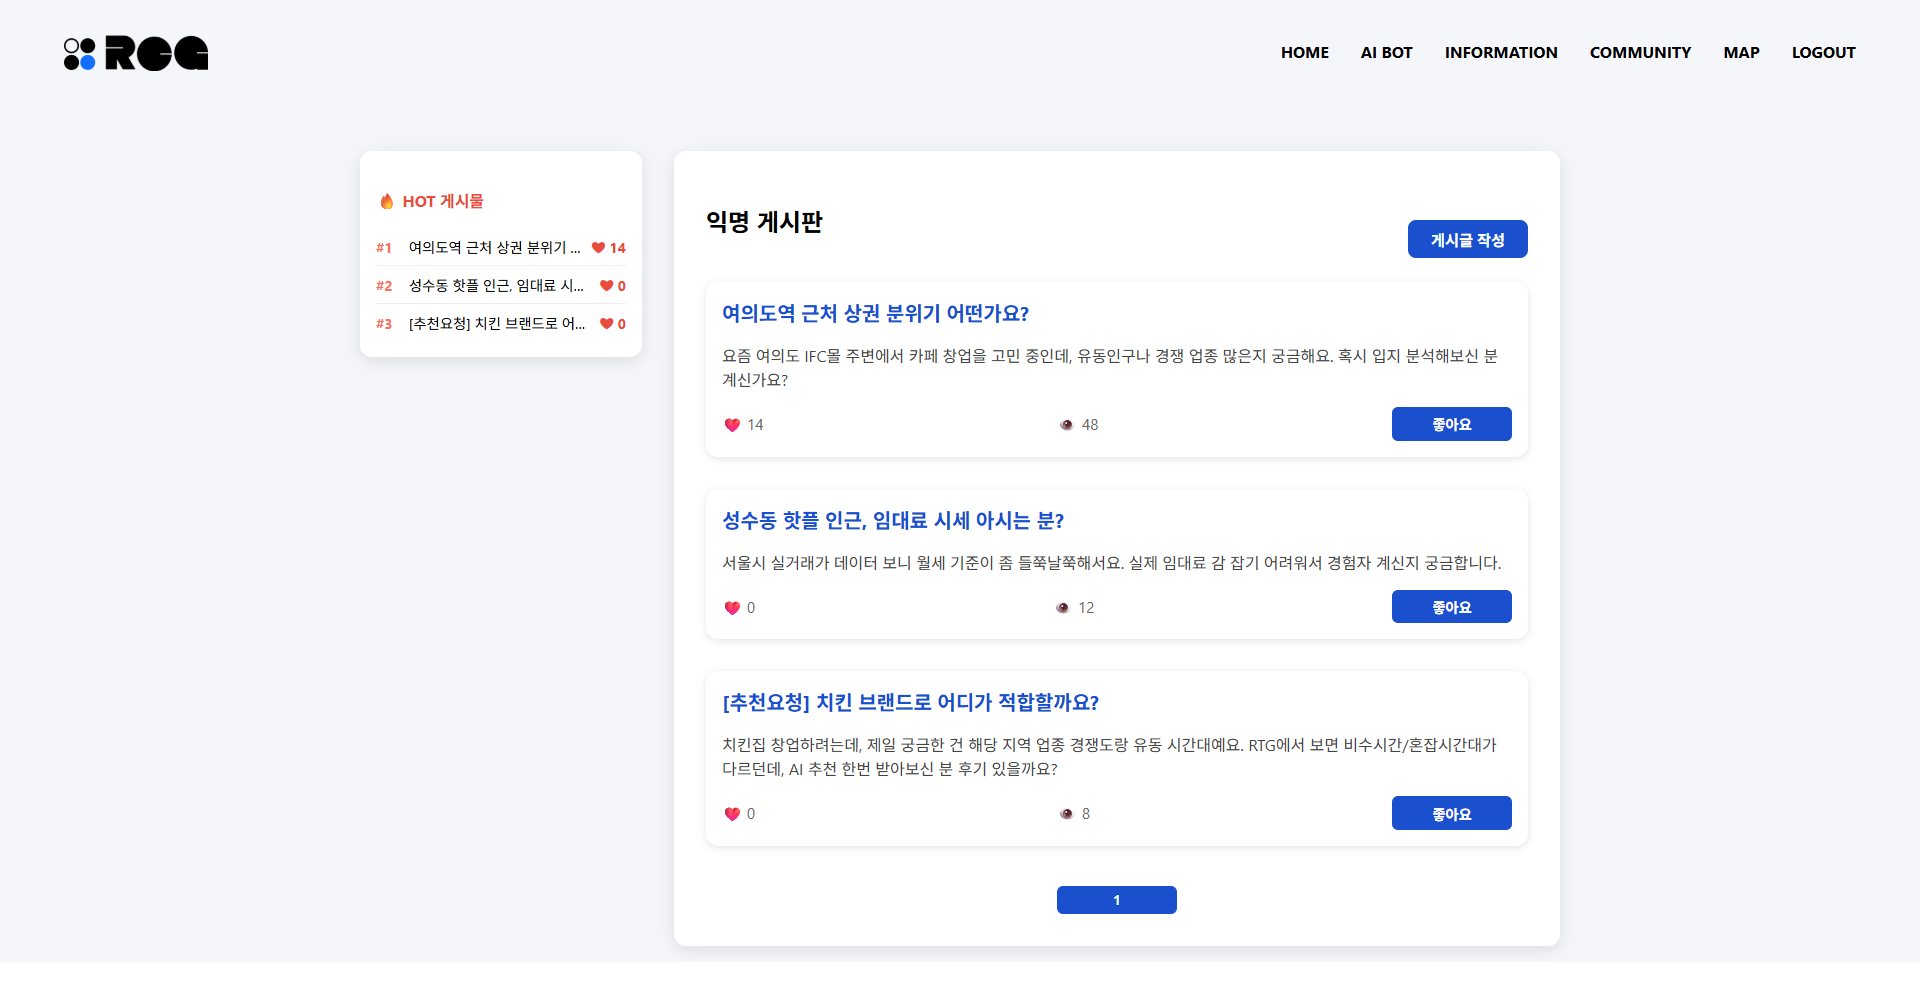 RCG
HOME AI BOT INFORMATION COMMUNITY MAP LOGOUT
HOT 게시물
#1 여의도역 근처 상권 분위기 ... 14
#2 성수동 핫플 인근, 임대료 시... 0
#3 [추천요청] 치킨 브랜드로 어... 0
익명 게시판
게시글 작성
여의도역 근처 상권 분위기 어떤가요?
요즘 여의도 IFC몰 주변에서 카페 창업을 고민 중인데, 유동인구나 경쟁 업종 많은지 궁금해요. 혹시 입지 분석해보신 분
계신가요?
14 48 좋아요
성수동 핫플 인근, 임대료 시세 아시는 분?
서울시 실거래가 데이터 보니 월세 기준이 좀 들쭉날쭉해서요. 실제 임대료 감 잡기 어려워서 경험자 계신지 궁금합니다.
0 12 좋아요
[추천요청] 치킨 브랜드로 어디가 적합할까요?
치킨집 창업하려는데, 제일 궁금한 건 해당 지역 업종 경쟁도랑 유동 시간대예요. RTG에서 보면 비수시간/혼잡시간대가
다르던데, AI 추천 한번 받아보신 분 후기 있을까요?
0 8 좋아요
1